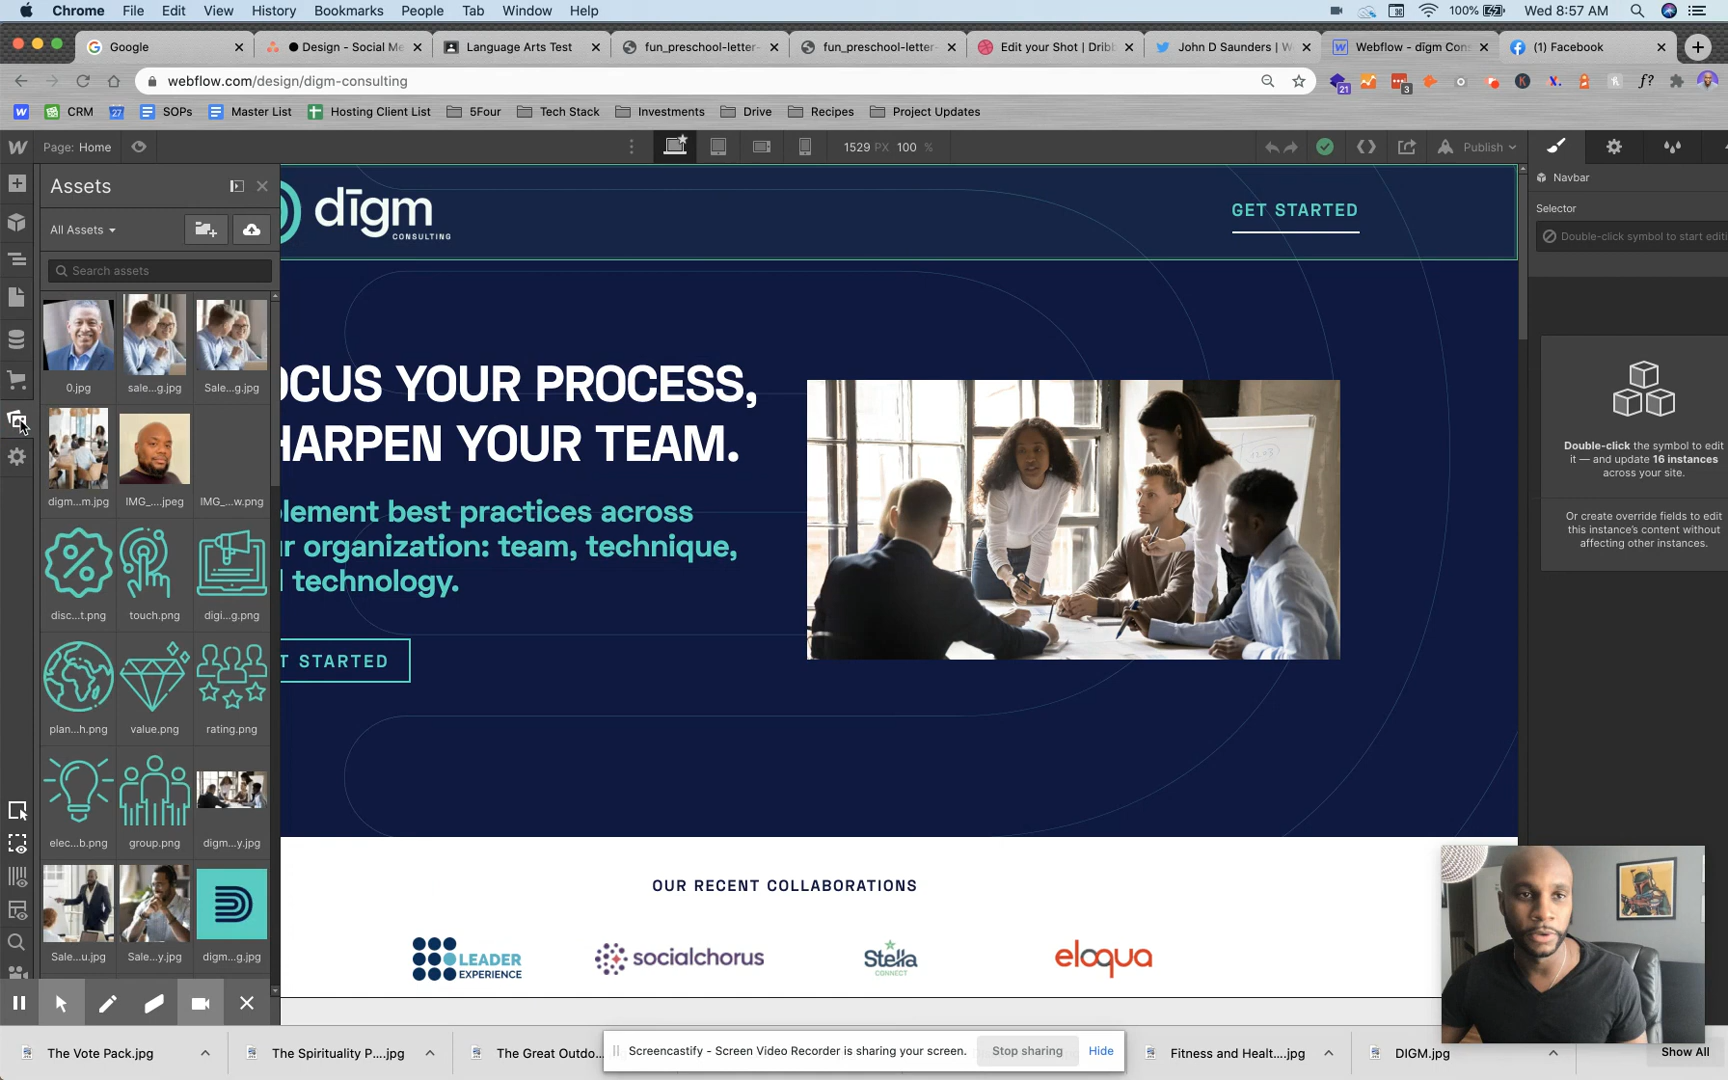 Chrome File Edit View History Bookmarks People Tab Window Help
100% Wed 8:57 AM
Google
Design - Social Me
Language Arts Test
fun_preschool-letter-
fun_preschool-letter-
Edit your Shot | Dribb
John D Saunders | W
Webflow - dīgm Cons
(1) Facebook
webflow.com/design/digm-consulting
21
3
f?
CRM
27
SOPs
Master List
Hosting Client List
5Four
Tech Stack
Investments
Drive
Recipes
Project Updates
Page: Home
1529 PX 100 %
Publish
Assets
All Assets
Search assets
0.jpg sale...g.jpg Sale...g.jpg
digm...m.jpg IMG_....jpeg IMG_...w.png
disc...t.png touch.png digi...g.png
plan...h.png value.png rating.png
elec...b.png group.png digm...y.jpg
Sale...u.jpg Sale...y.jpg digm...g.jpg
dīgm
CONSULTING
GET STARTED
OCUS YOUR PROCESS,
HARPEN YOUR TEAM.
lement best practices across
r organization: team, technique,
technology.
T STARTED
OUR RECENT COLLABORATIONS
LEADER
EXPERIENCE
socialchorus
Stella
CONNECT
eloqua
Navbar
Selector
Double-click symbol to start editi
Double-click the symbol to edit
it — and update 16 instances
across your site.
Or create override fields to edit
this instance's content without
affecting other instances.
Screencastify - Screen Video Recorder is sharing your screen.
Stop sharing
Hide
The Vote Pack.jpg
The Spirituality P....jpg
The Great Outdo...
Fitness and Healt....jpg
DIGM.jpg
Show All